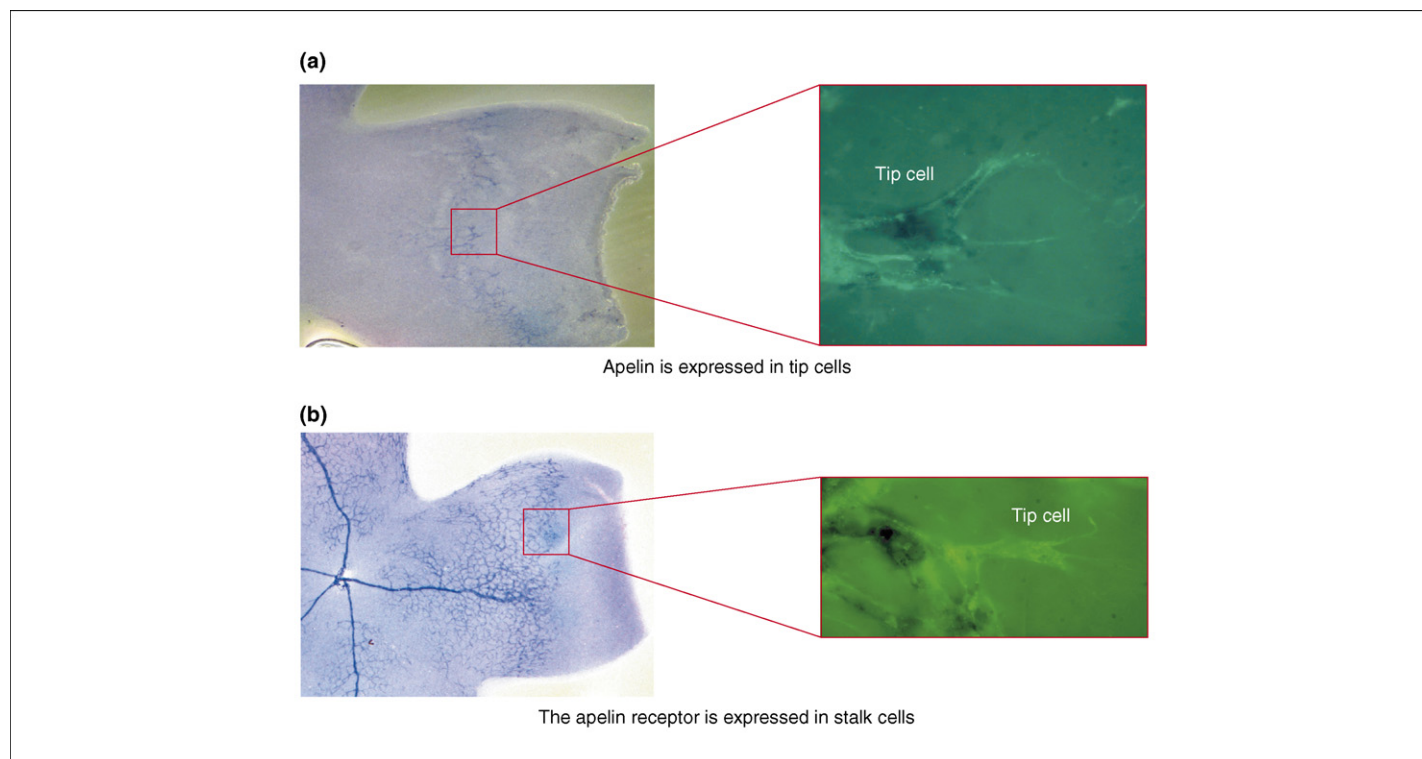 (a)
Tip cell
Apelin is expressed in tip cells
(b)
Tip cell
The apelin receptor is expressed in stalk cells